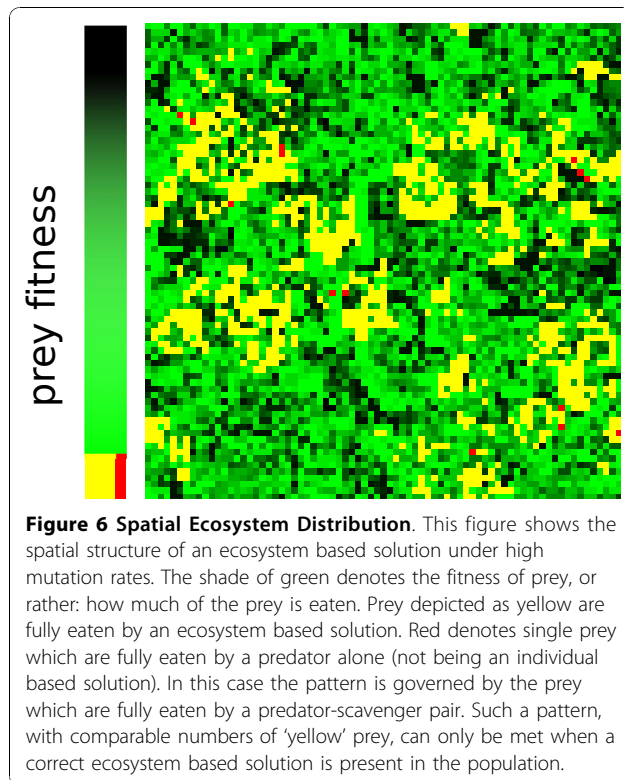 prey fitness
Figure 6 Spatial Ecosystem Distribution. This figure shows the
spatial structure of an ecosystem based solution under high
mutation rates. The shade of green denotes the fitness of prey, or
rather: how much of the prey is eaten. Prey depicted as yellow are
fully eaten by an ecosystem based solution. Red denotes single prey
which are fully eaten by a predator alone (not being an individual
based solution). In this case the pattern is governed by the prey
which are fully eaten by a predator-scavenger pair. Such a pattern,
with comparable numbers of ‘yellow’ prey, can only be met when a
correct ecosystem based solution is present in the population.